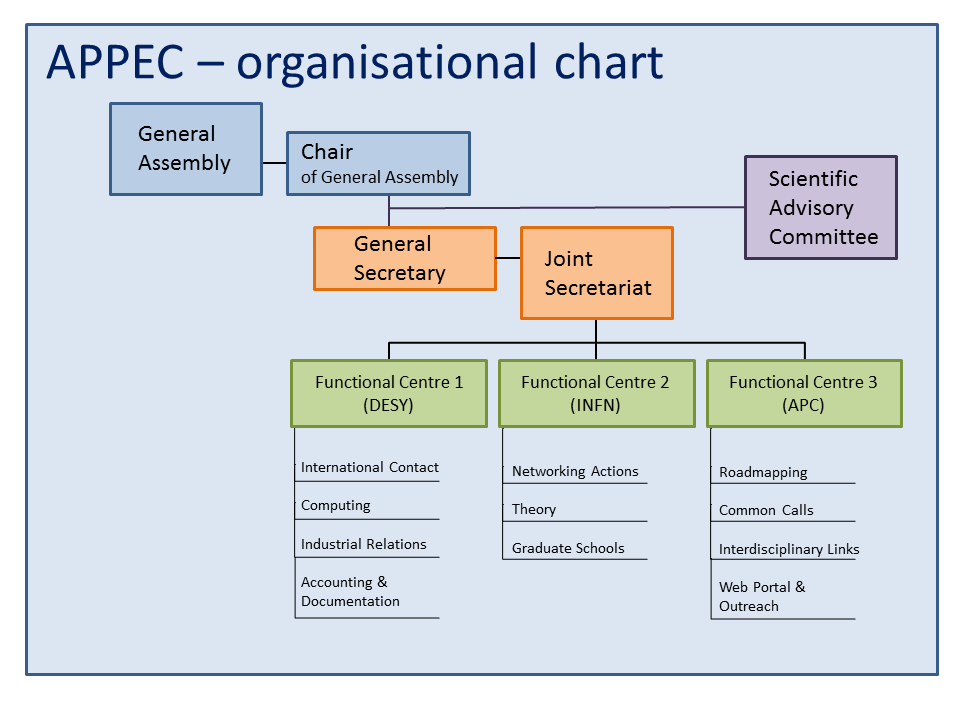 APPEC – organisational chart
General
Assembly
Chair
of General Assembly
Scientific
Advisory
Committee
General
Secretary
Joint
Secretariat
Functional Centre 1
(DESY)
Functional Centre 2
(INFN)
Functional Centre 3
(APC)
International Contact
Computing
Industrial Relations
Accounting &
Documentation
Networking Actions
Theory
Graduate Schools
Roadmapping
Common Calls
Interdisciplinary Links
Web Portal &
Outreach